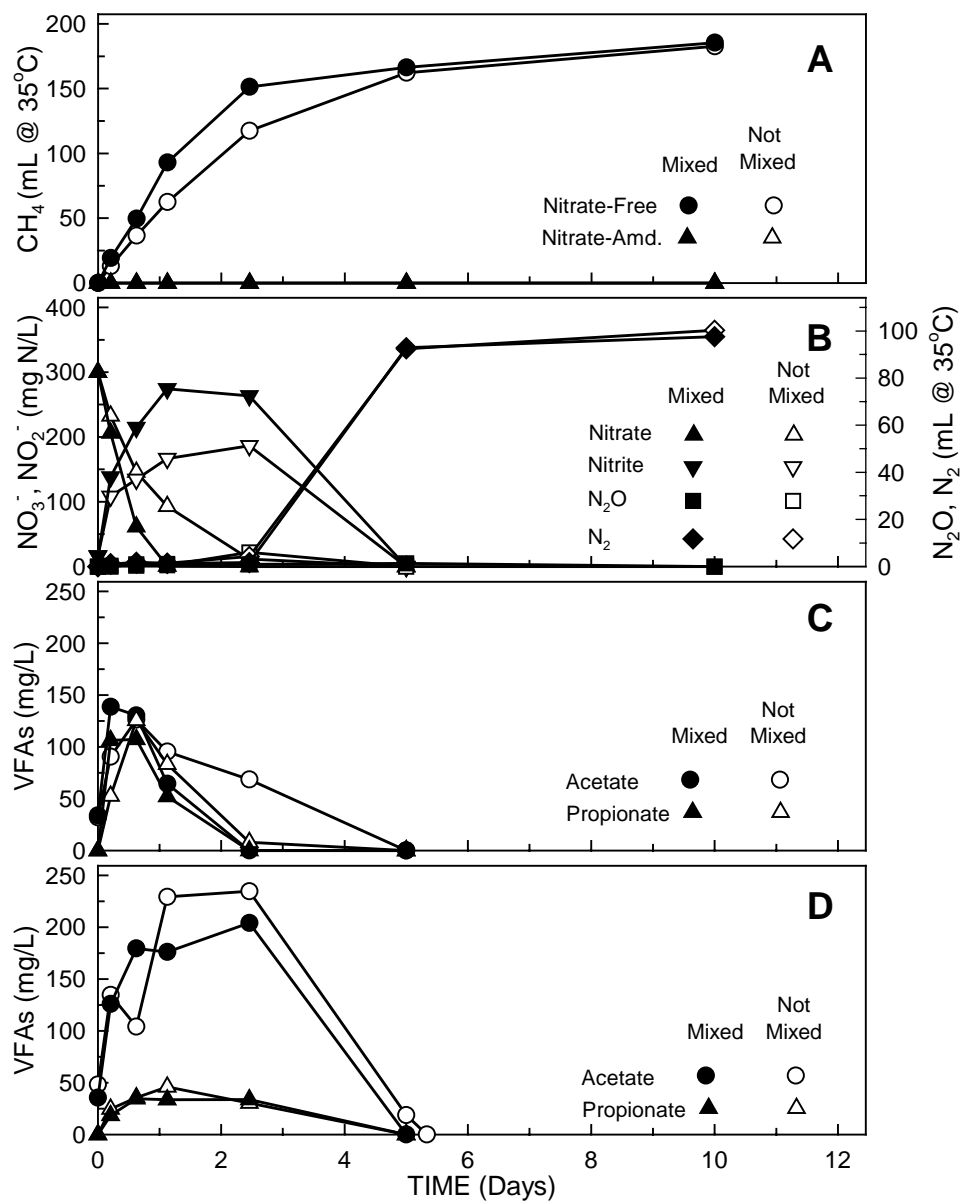 200
150
100
50
0
CH₄ (mL @ 35°C)
A
Not
Mixed Mixed
Nitrate-Free
Nitrate-Amd.
400
300
200
100
0
NO₃⁻, NO₂⁻ (mg N/L)
B
100
80
60
40
20
0
N₂O, N₂ (mL @ 35°C)
Not
Mixed Mixed
Nitrate
Nitrite
N₂O
N₂
250
200
150
100
50
0
VFAs (mg/L)
C
Not
Mixed Mixed
Acetate
Propionate
250
200
150
100
50
0
VFAs (mg/L)
D
Not
Mixed Mixed
Acetate
Propionate
0 2 4 6 8 10 12
TIME (Days)